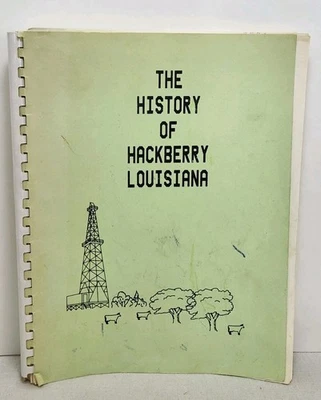 THE
HISTORY
OF
HACKBERRY
LOUISIANA